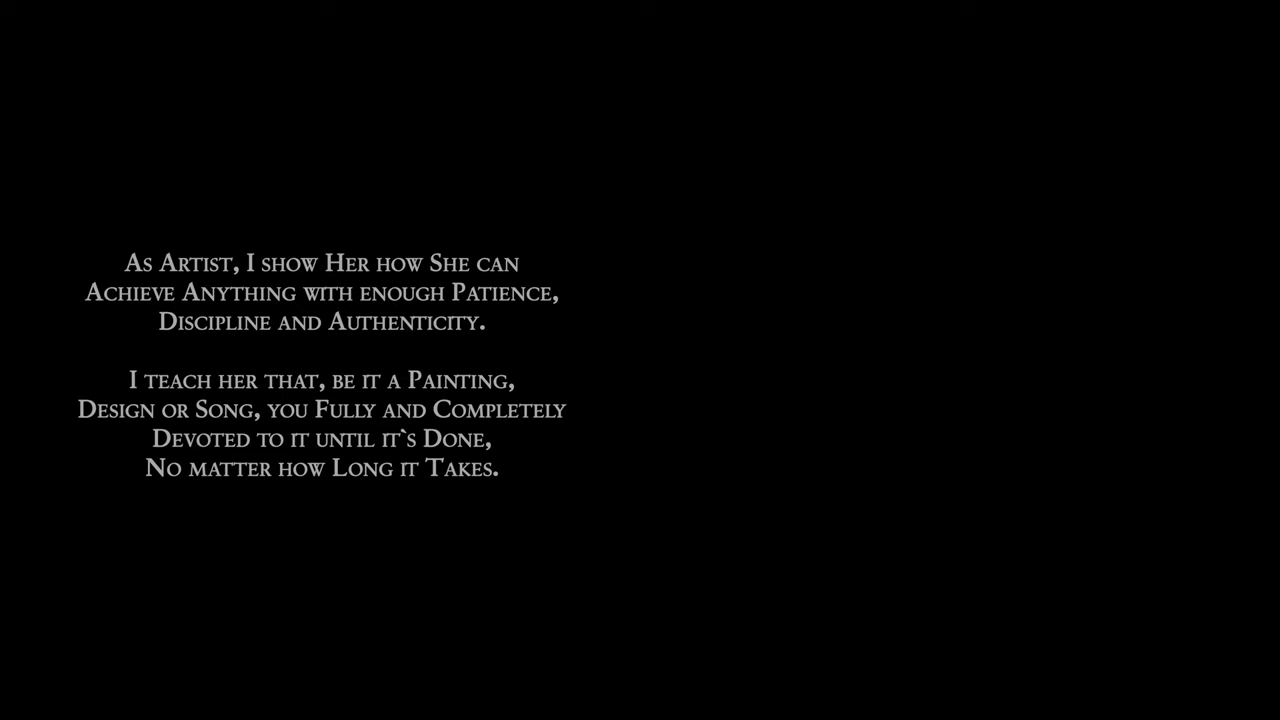 As Artist, I show Her how She can
Achieve Anything with enough Patience,
Discipline and Authenticity.
I teach her that, be it a Painting,
Design or Song, you Fully and Completely
Devoted to it until it`s Done,
No matter how Long it Takes.